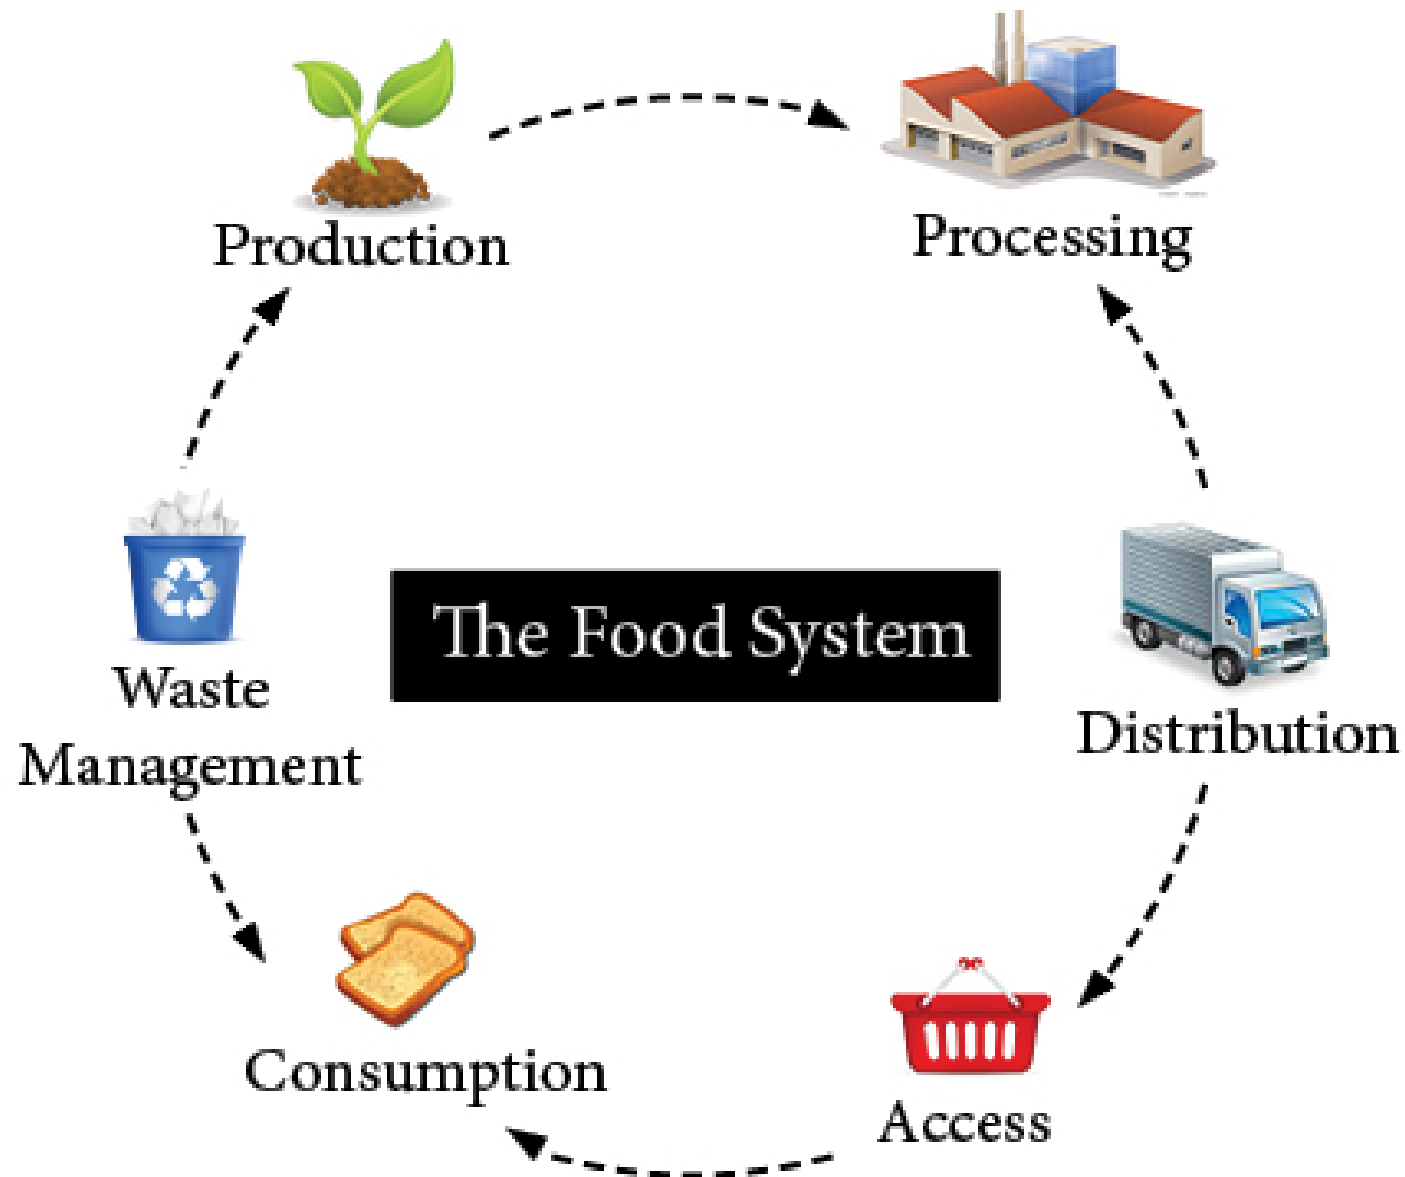 Production
Processing
The Food System
Waste
Management
Distribution
Consumption
Access